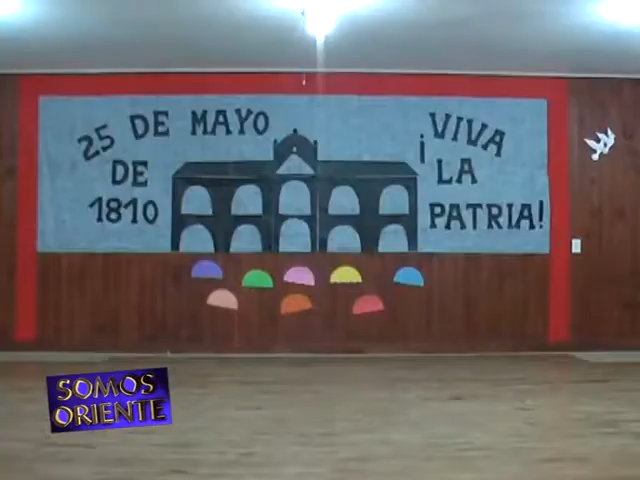 25 DE MAYO
DE
1810
¡VIVA
LA
PATRIA!
SOMOS
ORIENTE